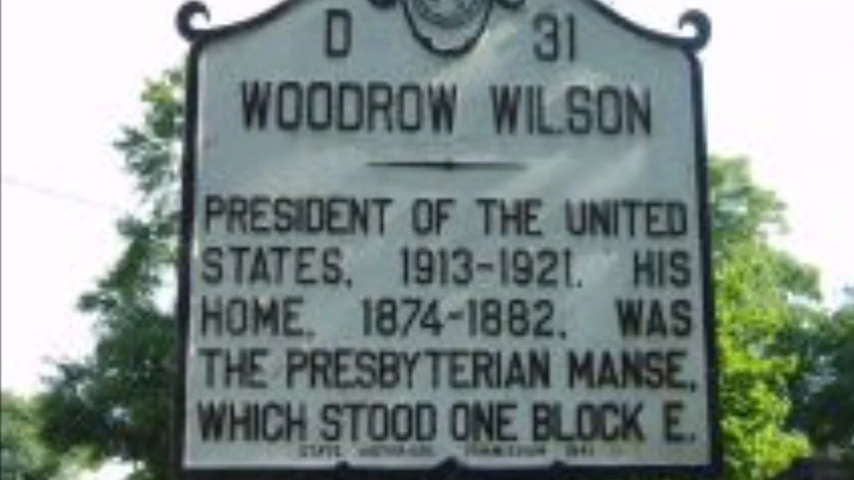 D 31
WOODROW WILSON
PRESIDENT OF THE UNITED
STATES, 1913-1921. HIS
HOME, 1874-1882, WAS
THE PRESBYTERIAN MANSE,
WHICH STOOD ONE BLOCK E.